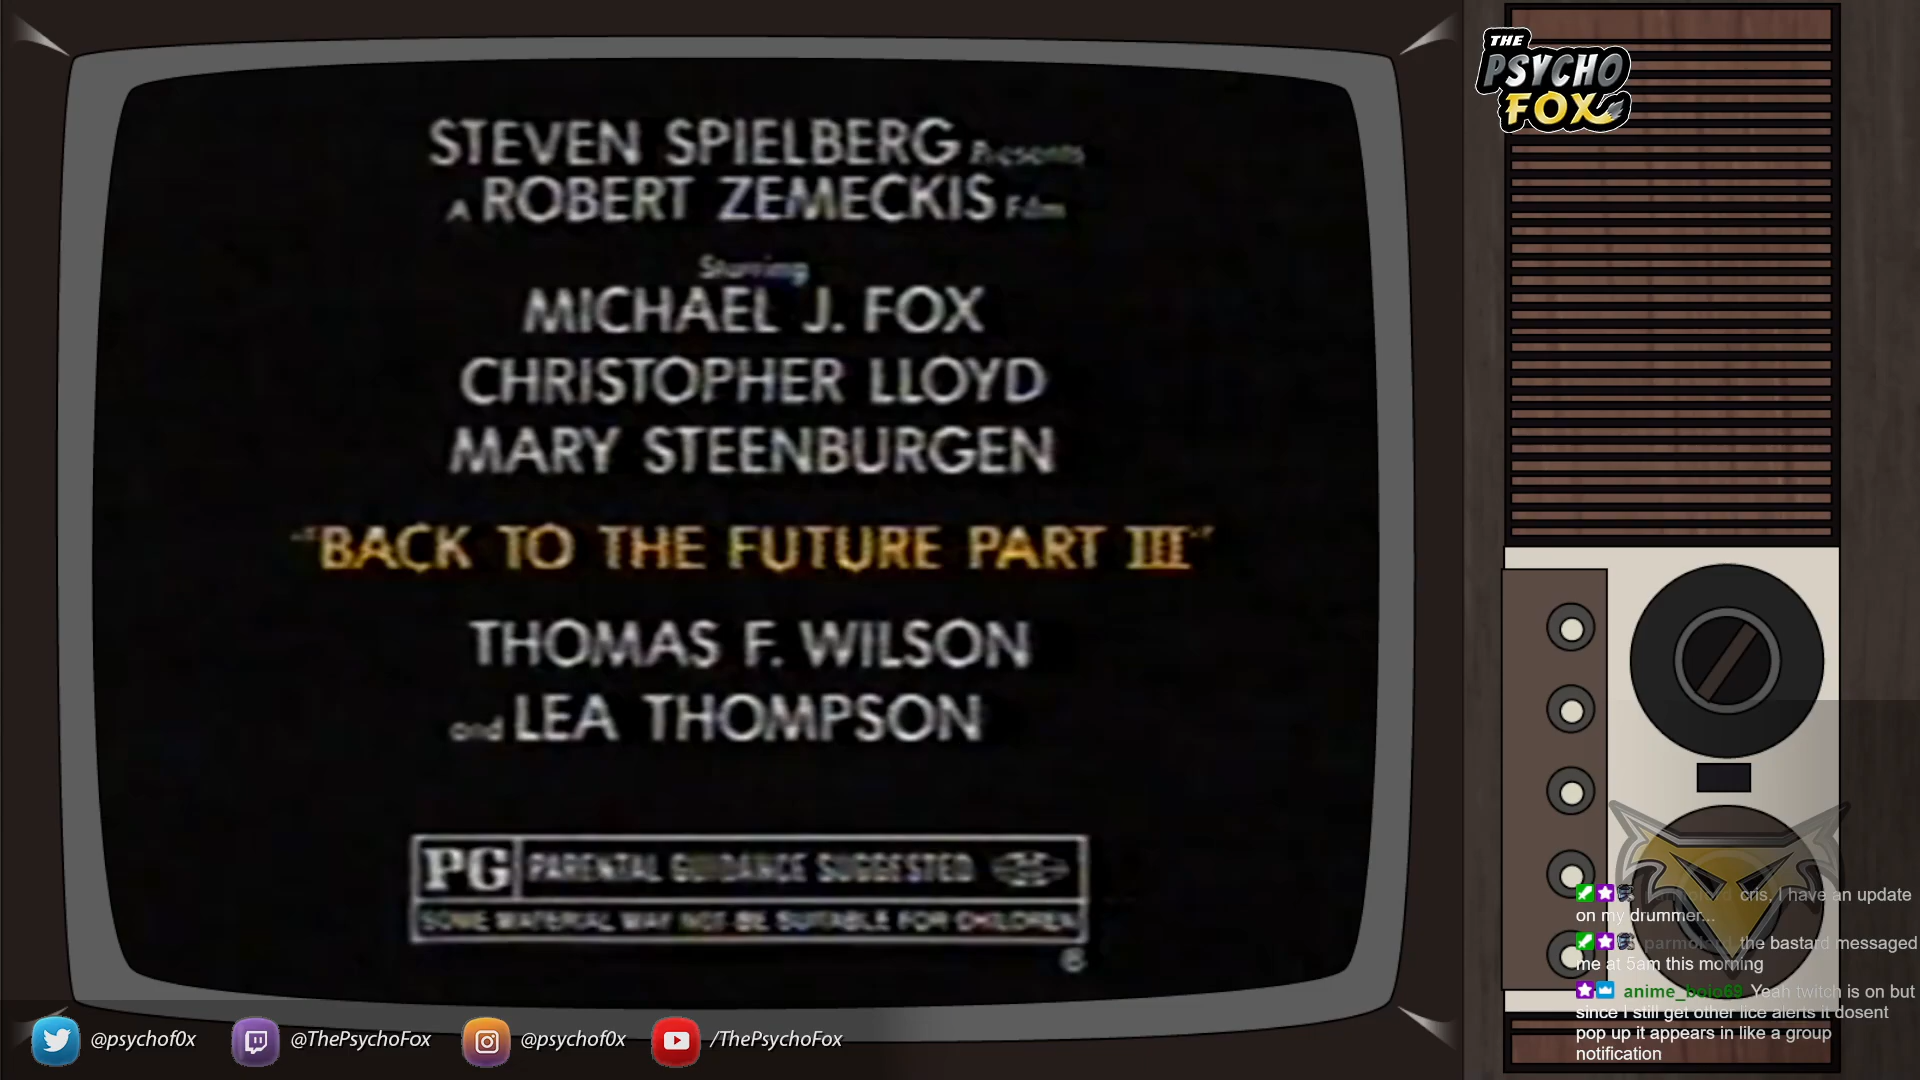 THE
PSYCHO
FOX
STEVEN SPIELBERG Presents
A ROBERT ZEMECKIS Film
Starring
MICHAEL J. FOX
CHRISTOPHER LLOYD
MARY STEENBURGEN
"BACK TO THE FUTURE PART III"
THOMAS F. WILSON
and LEA THOMPSON
PG PARENTAL GUIDANCE SUGGESTED
SOME MATERIAL MAY NOT BE SUITABLE FOR CHILDREN
cris, I have an update
on my drummer...
the bastard messaged
me at 5am this morning
anime_boio69 Yeah twitch is on but
since I still get other lice alerts it dosent
pop up it appears in like a group
notification
@psychof0x @ThePsychoFox @psychof0x /ThePsychoFox